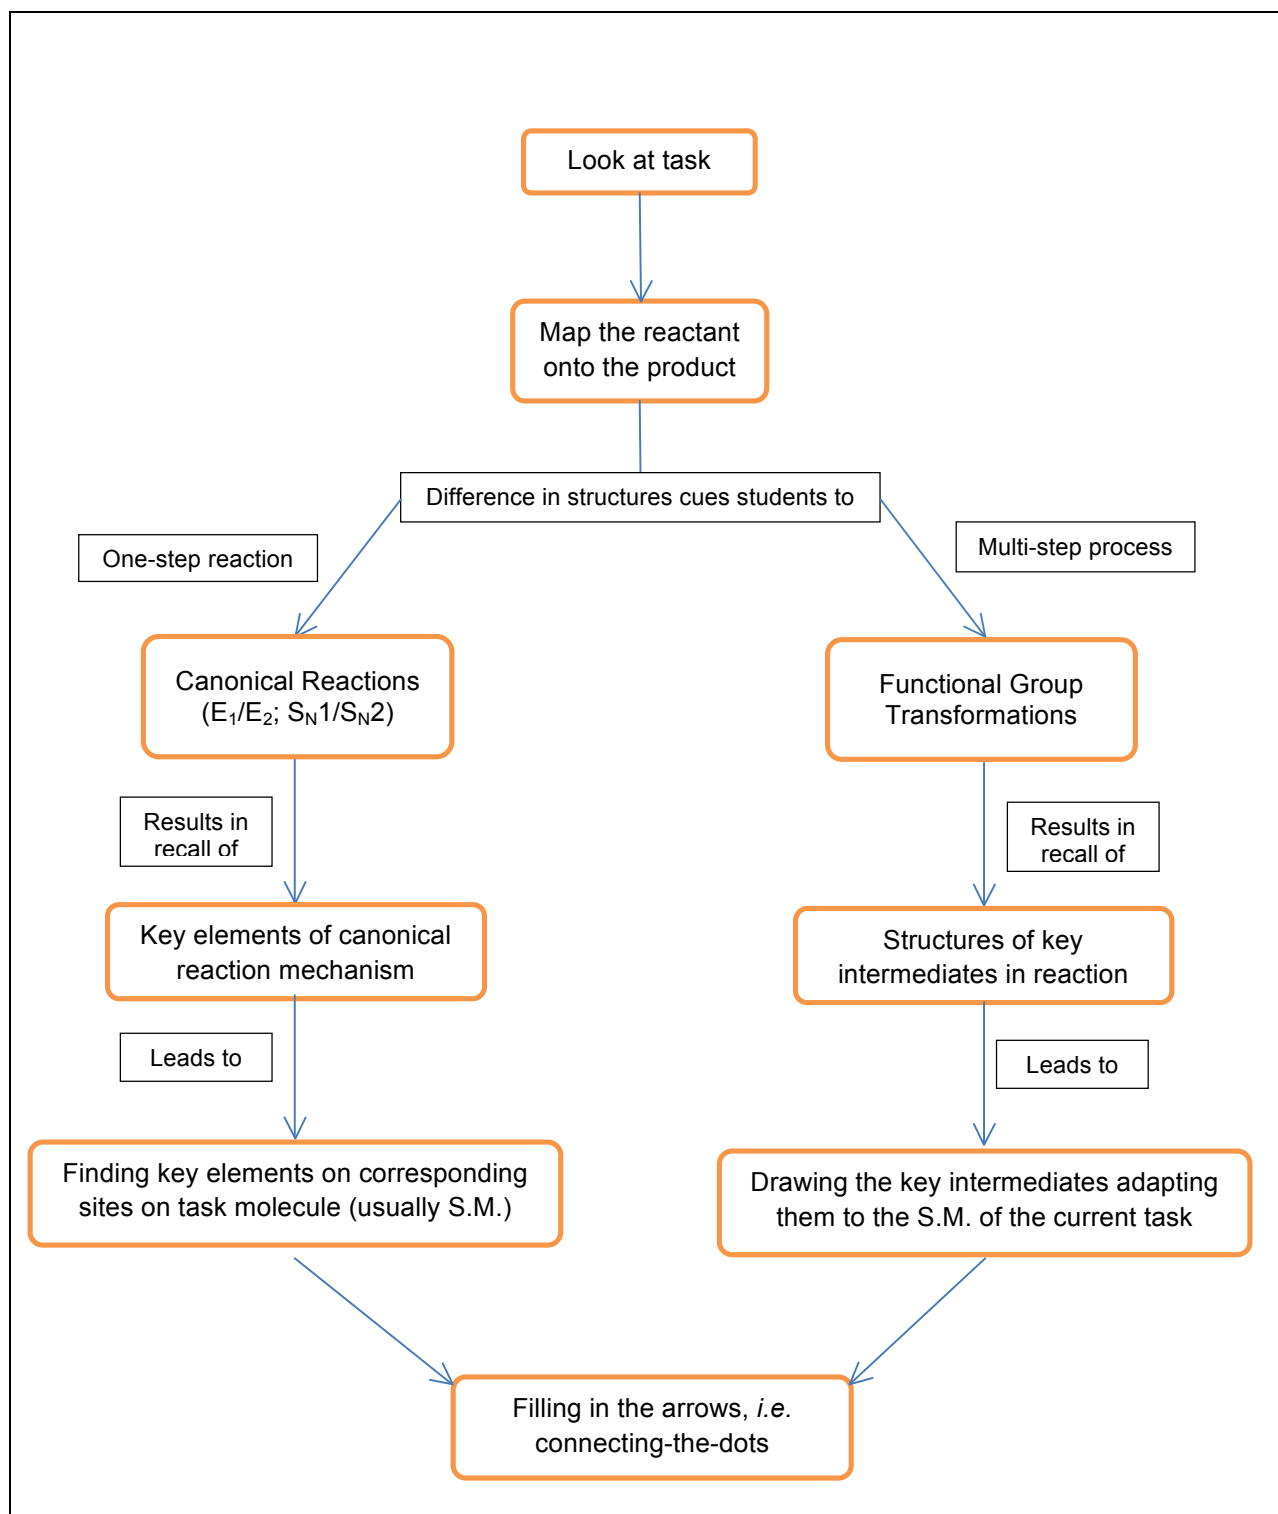 Look at task
Map the reactant
onto the product
Difference in structures cues students to
One-step reaction
Multi-step process
Canonical Reactions
(E₁/E₂; S_N1/S_N2)
Functional Group
Transformations
Results in
recall of
Results in
recall of
Key elements of canonical
reaction mechanism
Structures of key
intermediates in reaction
Leads to
Leads to
Finding key elements on corresponding
sites on task molecule (usually S.M.)
Drawing the key intermediates adapting
them to the S.M. of the current task
Filling in the arrows, i.e.
connecting-the-dots